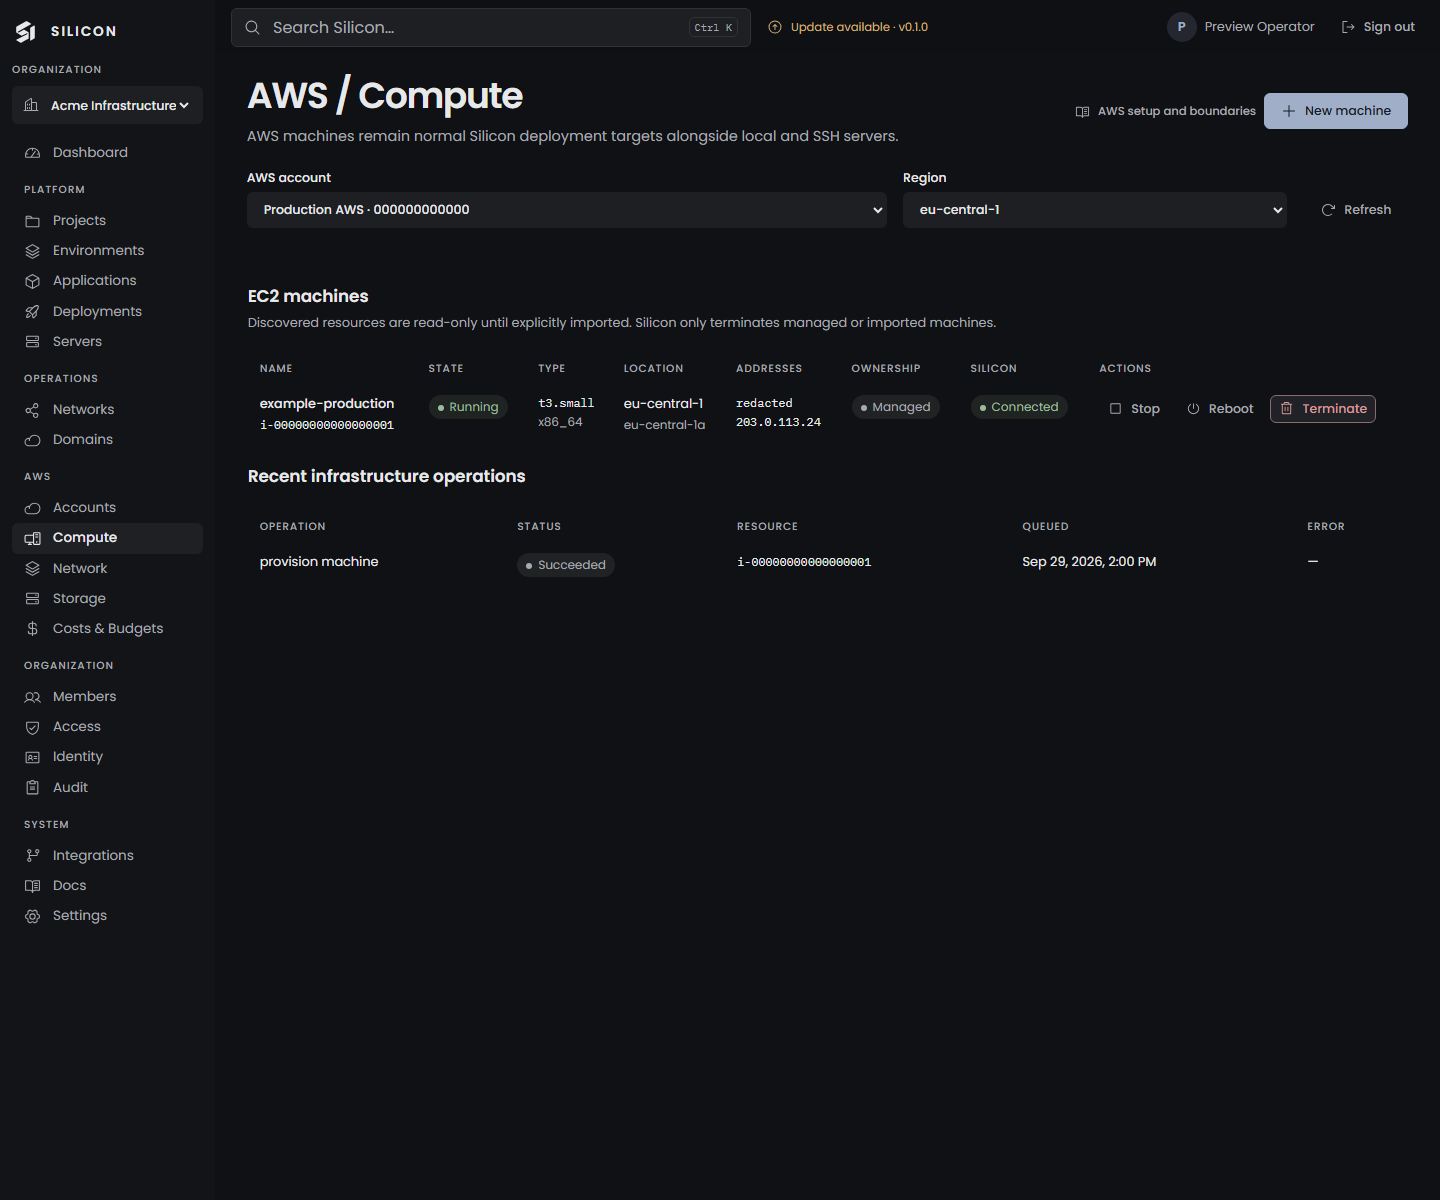 SILICON
Search Silicon...
Ctrl K
Update available · v0.1.0
P
Preview Operator
Sign out
ORGANIZATION
Acme Infrastructure
Dashboard
PLATFORM
Projects
Environments
Applications
Deployments
Servers
OPERATIONS
Networks
Domains
AWS
Accounts
Compute
Network
Storage
Costs & Budgets
ORGANIZATION
Members
Access
Identity
Audit
SYSTEM
Integrations
Docs
Settings
AWS / Compute
AWS machines remain normal Silicon deployment targets alongside local and SSH servers.
AWS setup and boundaries
New machine
AWS account
Production AWS · 000000000000
Region
eu-central-1
Refresh
EC2 machines
Discovered resources are read-only until explicitly imported. Silicon only terminates managed or imported machines.
NAME STATE TYPE LOCATION ADDRESSES OWNERSHIP SILICON ACTIONS
example-production Running t3.small eu-central-1 redacted Managed Connected Stop Reboot Terminate
i-00000000000000001 x86_64 eu-central-1a 203.0.113.24
Recent infrastructure operations
OPERATION STATUS RESOURCE QUEUED ERROR
provision machine Succeeded i-00000000000000001 Sep 29, 2026, 2:00 PM —